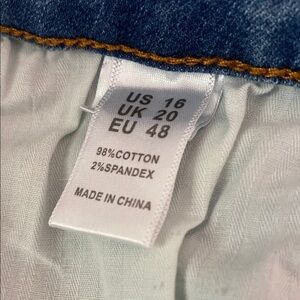 US 16
UK 20
EU 48
98%COTTON
2%SPANDEX
MADE IN CHINA